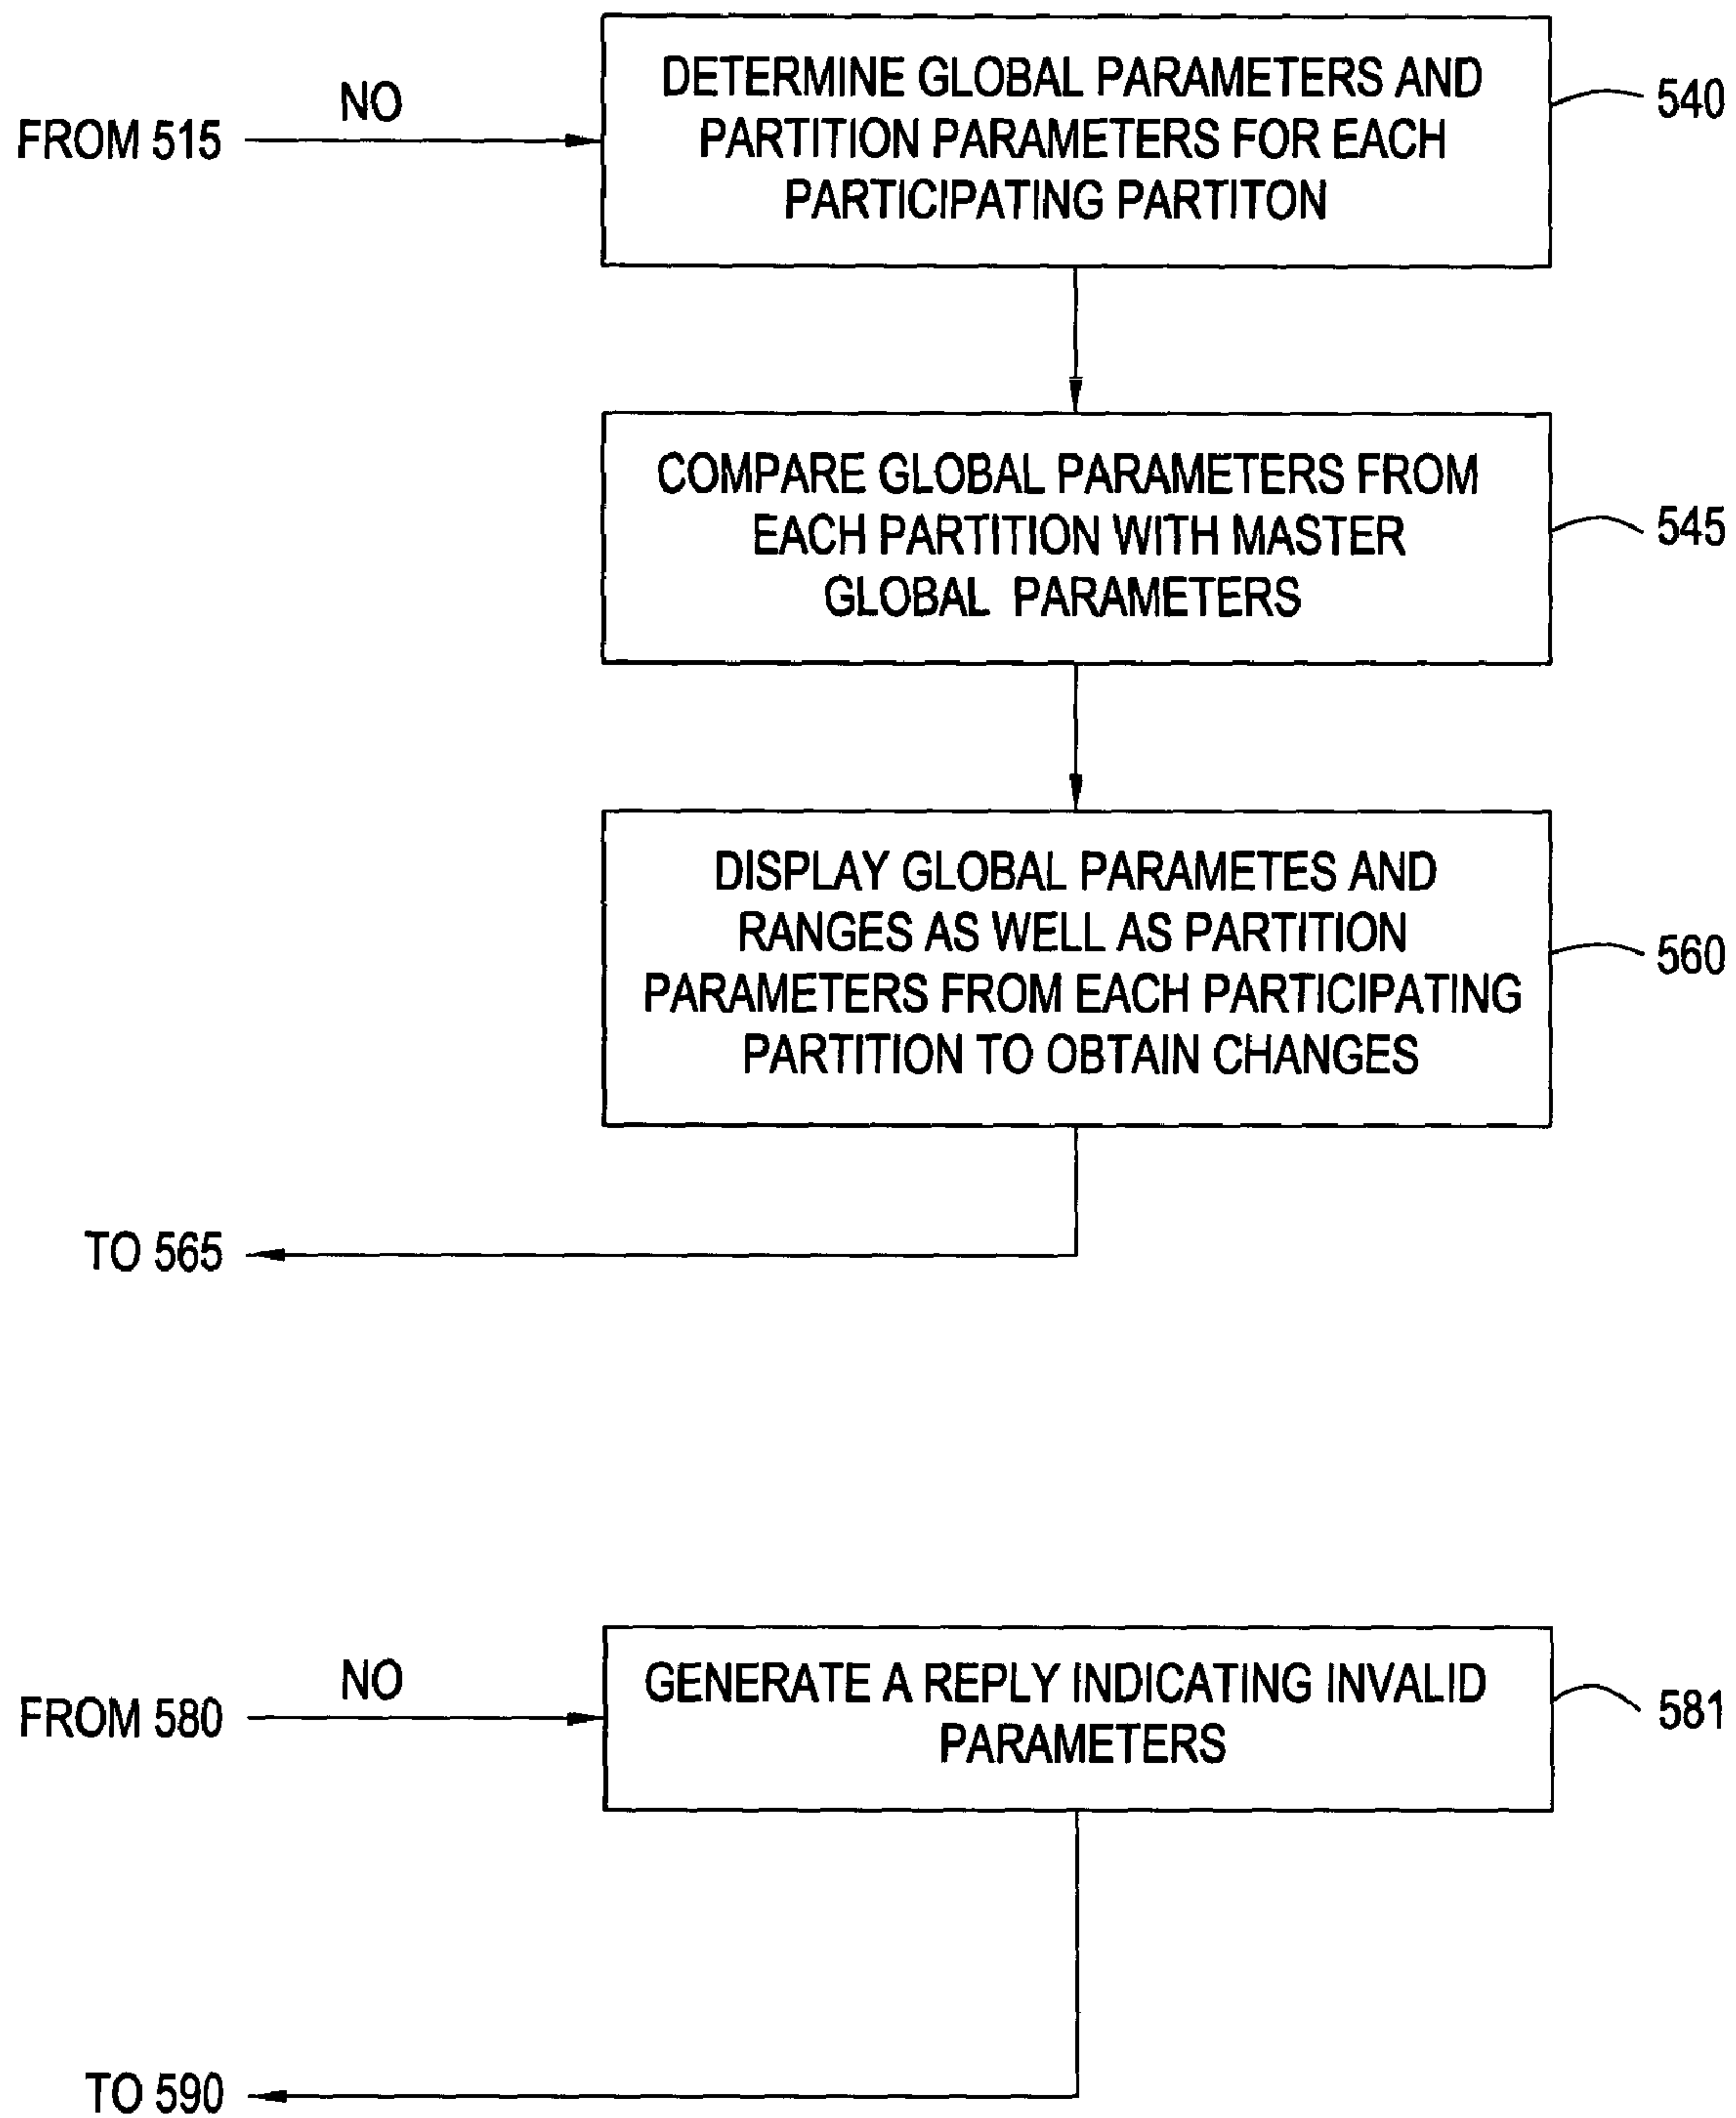 DETERMINE GLOBAL PARAMETERS AND
PARTITION PARAMETERS FOR EACH
PARTICIPATING PARTITON
540
NO
FROM 515
COMPARE GLOBAL PARAMETERS FROM
EACH PARTITION WITH MASTER
GLOBAL PARAMETERS
545
DISPLAY GLOBAL PARAMETES AND
RANGES AS WELL AS PARTITION
PARAMETERS FROM EACH PARTICIPATING
PARTITION TO OBTAIN CHANGES
560
TO 565
NO
FROM 580
GENERATE A REPLY INDICATING INVALID
PARAMETERS
581
TO 590